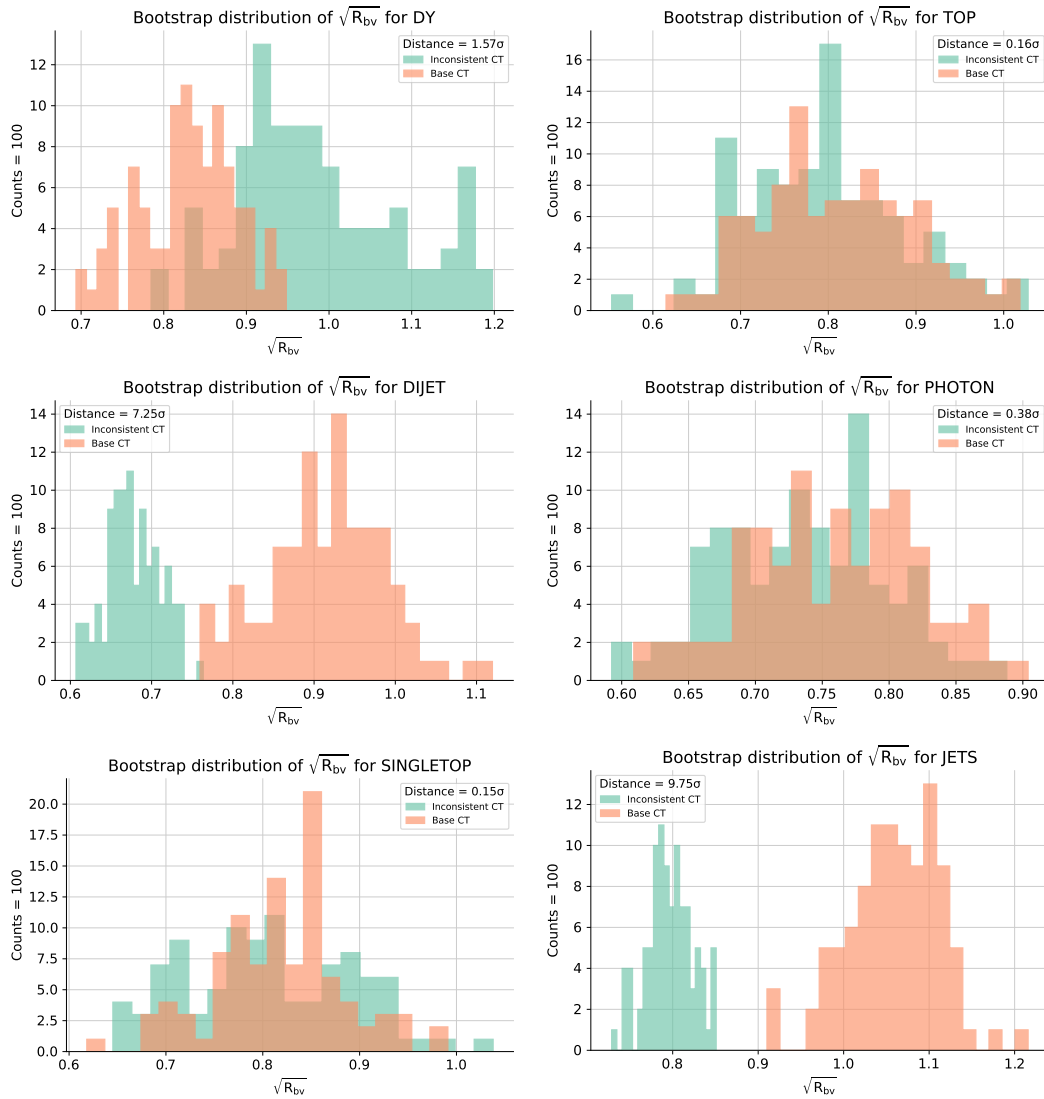 Bootstrap distribution of √R_bv for DY
Distance = 1.57σ
Inconsistent CT
Base CT
Counts = 100
12
10
8
6
4
2
0
0.7 0.8 0.9 1.0 1.1 1.2
√R_bv
Bootstrap distribution of √R_bv for TOP
Distance = 0.16σ
Inconsistent CT
Base CT
Counts = 100
16
14
12
10
8
6
4
2
0
0.6 0.7 0.8 0.9 1.0
√R_bv
Bootstrap distribution of √R_bv for DIJET
Distance = 7.25σ
Inconsistent CT
Base CT
Counts = 100
14
12
10
8
6
4
2
0
0.6 0.7 0.8 0.9 1.0 1.1
√R_bv
Bootstrap distribution of √R_bv for PHOTON
Distance = 0.38σ
Inconsistent CT
Base CT
Counts = 100
14
12
10
8
6
4
2
0
0.60 0.65 0.70 0.75 0.80 0.85 0.90
√R_bv
Bootstrap distribution of √R_bv for SINGLETOP
Distance = 0.15σ
Inconsistent CT
Base CT
Counts = 100
20.0
17.5
15.0
12.5
10.0
7.5
5.0
2.5
0.0
0.6 0.7 0.8 0.9 1.0
√R_bv
Bootstrap distribution of √R_bv for JETS
Distance = 9.75σ
Inconsistent CT
Base CT
Counts = 100
12
10
8
6
4
2
0
0.8 0.9 1.0 1.1 1.2
√R_bv